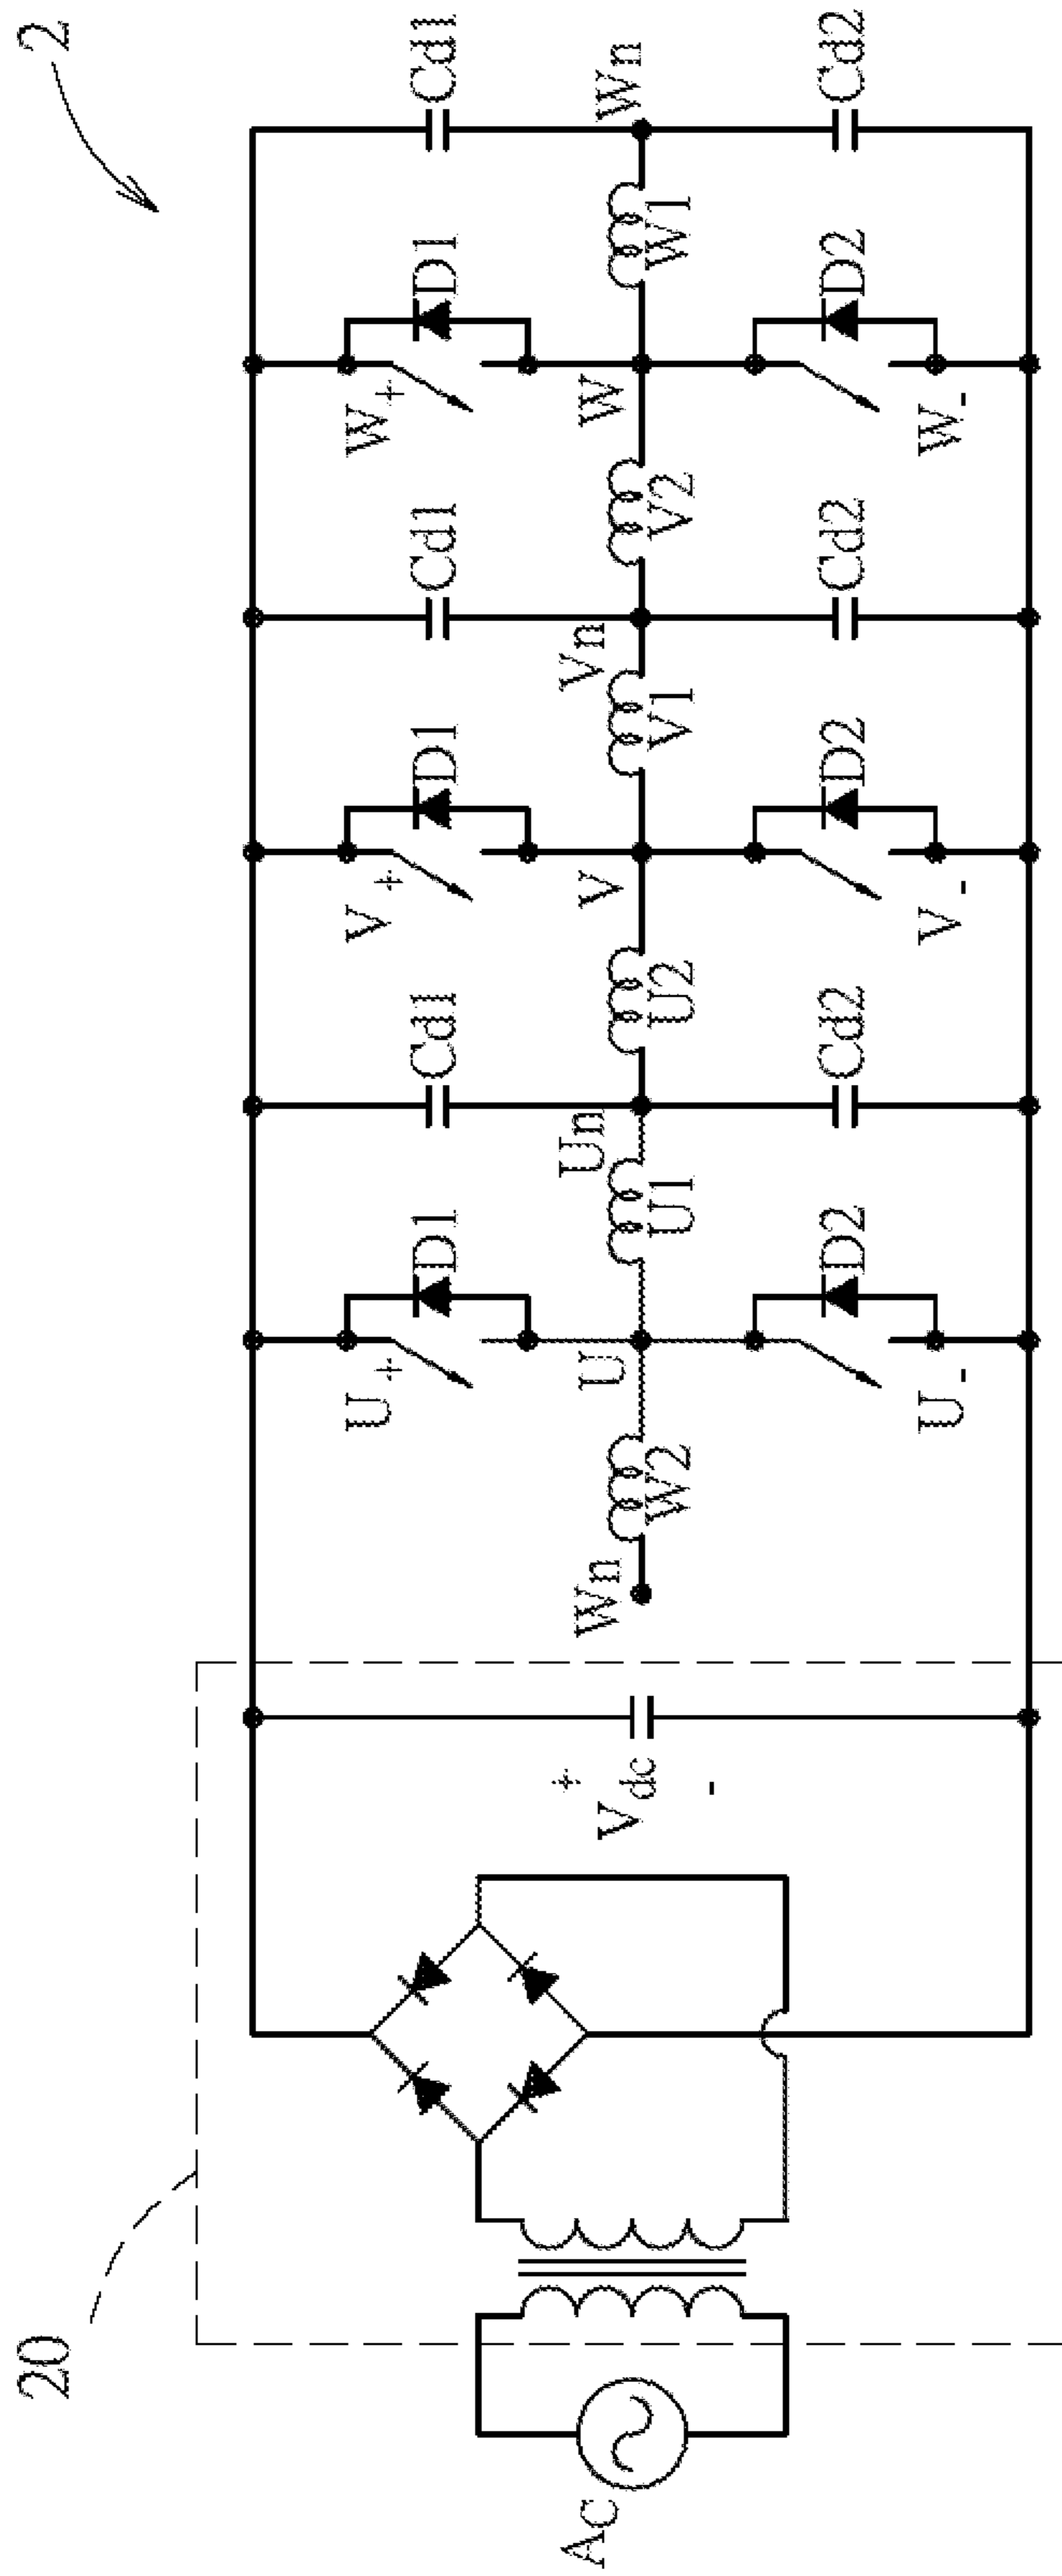 20
2
Ac
+
Vdc
-
Wn
W2
U+
D1
U
U1
Un
U-
D2
Cd1
U2
Cd2
V+
D1
V
V1
Vn
V-
D2
Cd1
V2
Cd2
W+
D1
W
W1
Wn
W-
D2
Cd1
Cd2